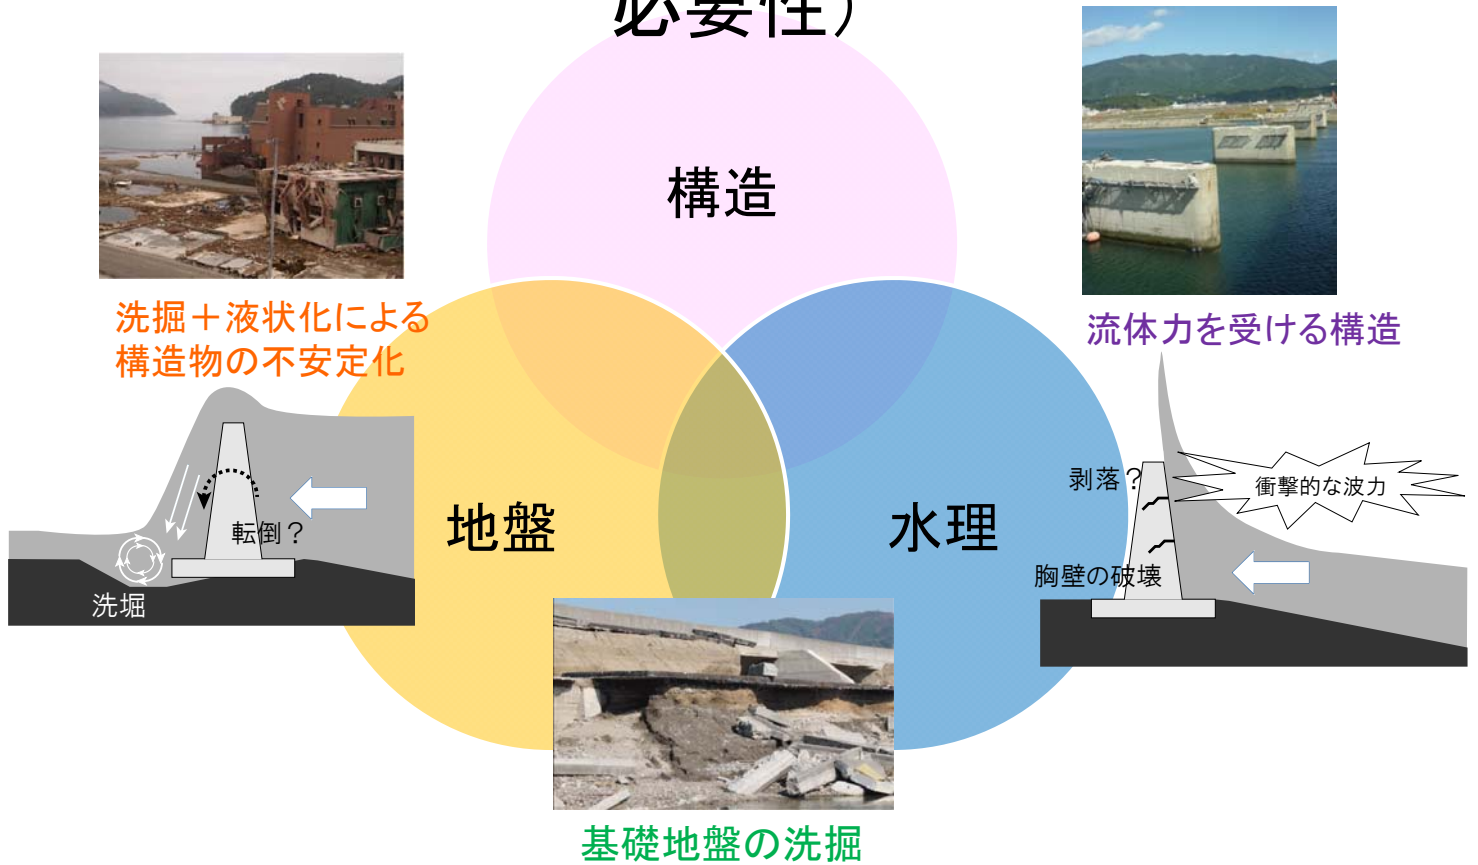 必要性）
構造
洗掘＋液状化による
構造物の不安定化
流体力を受ける構造
剥落？
衝撃的な波力
転倒？
地盤
水理
胸壁の破壊
洗堀
基礎地盤の洗掘